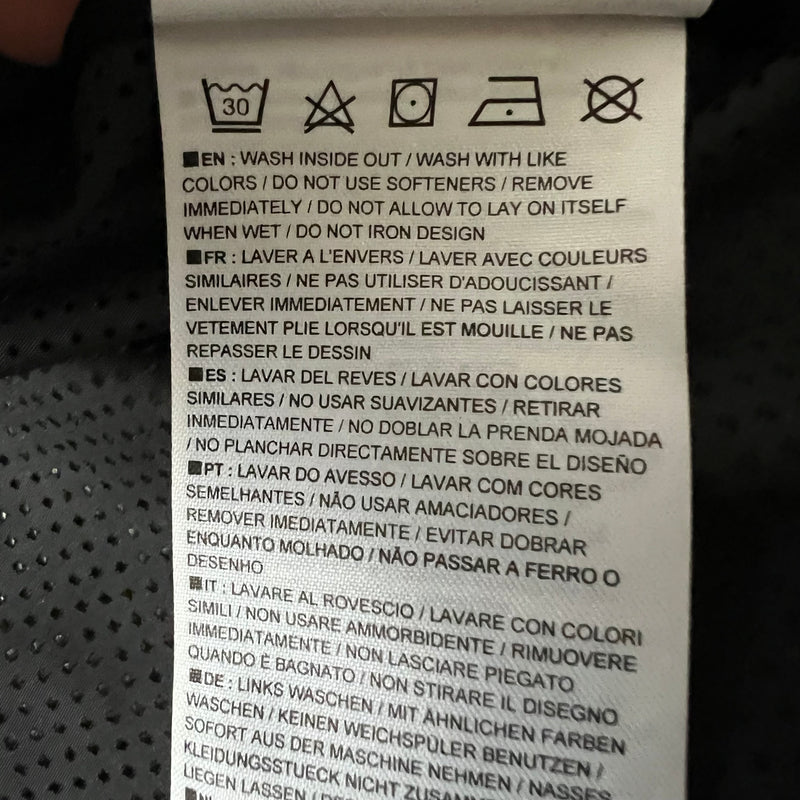 30
EN : WASH INSIDE OUT / WASH WITH LIKE
COLORS / DO NOT USE SOFTENERS / REMOVE
IMMEDIATELY / DO NOT ALLOW TO LAY ON ITSELF
WHEN WET / DO NOT IRON DESIGN
FR : LAVER A L'ENVERS / LAVER AVEC COULEURS
SIMILAIRES / NE PAS UTILISER D'ADOUCISSANT /
ENLEVER IMMEDIATEMENT / NE PAS LAISSER LE
VETEMENT PLIE LORSQU'IL EST MOUILLE / NE PAS
REPASSER LE DESSIN
ES : LAVAR DEL REVES / LAVAR CON COLORES
SIMILARES / NO USAR SUAVIZANTES / RETIRAR
INMEDIATAMENTE / NO DOBLAR LA PRENDA MOJADA
/ NO PLANCHAR DIRECTAMENTE SOBRE EL DISEÑO
PT : LAVAR DO AVESSO / LAVAR COM CORES
SEMELHANTES / NÃO USAR AMACIADORES /
REMOVER IMEDIATAMENTE / EVITAR DOBRAR
ENQUANTO MOLHADO / NÃO PASSAR A FERRO O
DESENHO
IT : LAVARE AL ROVESCIO / LAVARE CON COLORI
SIMILI / NON USARE AMMORBIDENTE / RIMUOVERE
IMMEDIATAMENTE / NON LASCIARE PIEGATO
QUANDO È BAGNATO / NON STIRARE IL DISEGNO
DE : LINKS WASCHEN / MIT ÄHNLICHEN FARBEN
WASCHEN / KEINEN WEICHSPÜLER BENUTZEN /
SOFORT AUS DER MASCHINE NEHMEN / NASSES
KLEIDUNGSSTUECK NICHT
LIEGEN LASSEN /